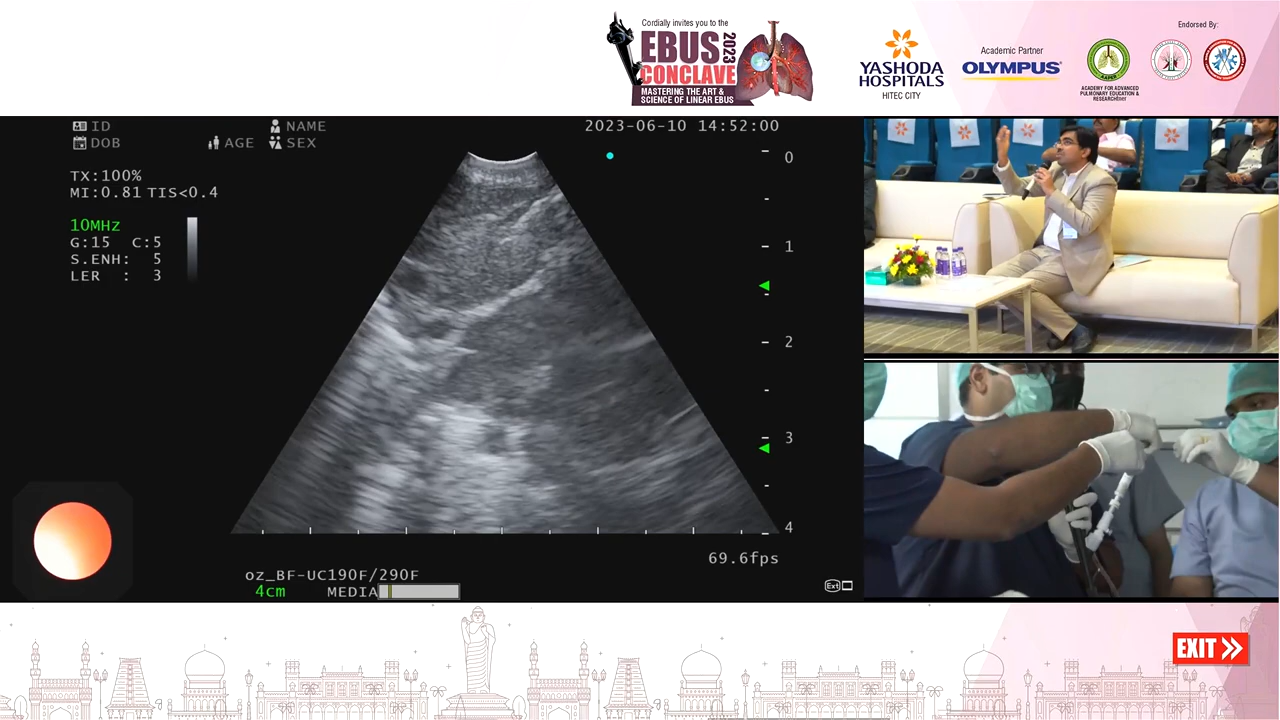 Cordially invites you to the
EBUS
2023
CONCLAVE
MASTERING THE ART &
SCIENCE OF LINEAR EBUS
YASHODA
HOSPITALS
HITEC CITY
Academic Partner
OLYMPUS
Endorsed By:
ACADEMY FOR ADVANCED
PULMONARY EDUCATION &
ID
NAME
DOB
AGE
SEX
2023-06-10 14:52:00
TX:100%
MI:0.81 TIS<0.4
10MHz
G:15 C:5
S.ENH: 5
LER : 3
0
1
2
3
4
69.6fps
oz_BF-UC190F/290F
4cm
MEDIA
Ext
EXIT